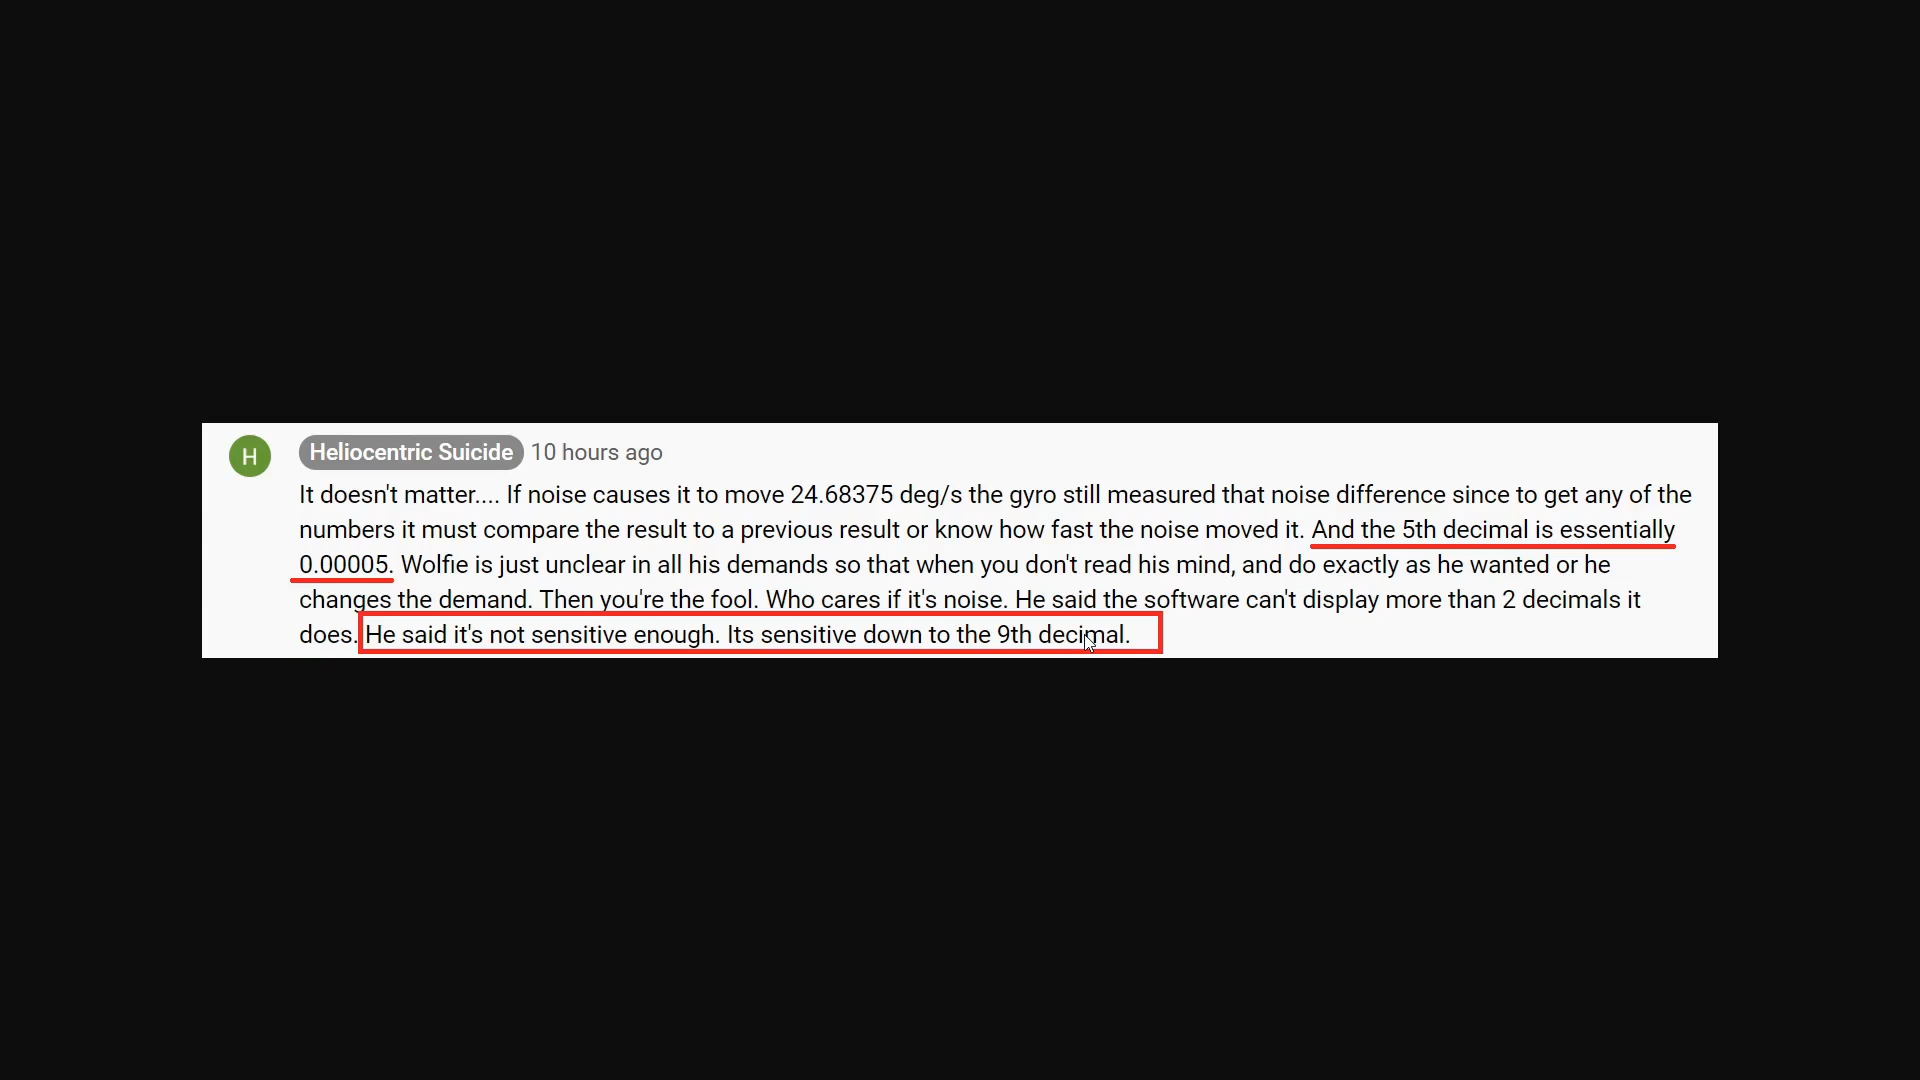 H
Heliocentric Suicide 10 hours ago
It doesn't matter.... If noise causes it to move 24.68375 deg/s the gyro still measured that noise difference since to get any of the
numbers it must compare the result to a previous result or know how fast the noise moved it. And the 5th decimal is essentially
0.00005. Wolfie is just unclear in all his demands so that when you don't read his mind, and do exactly as he wanted or he
changes the demand. Then you're the fool. Who cares if it's noise. He said the software can't display more than 2 decimals it
does. He said it's not sensitive enough. Its sensitive down to the 9th decimal.